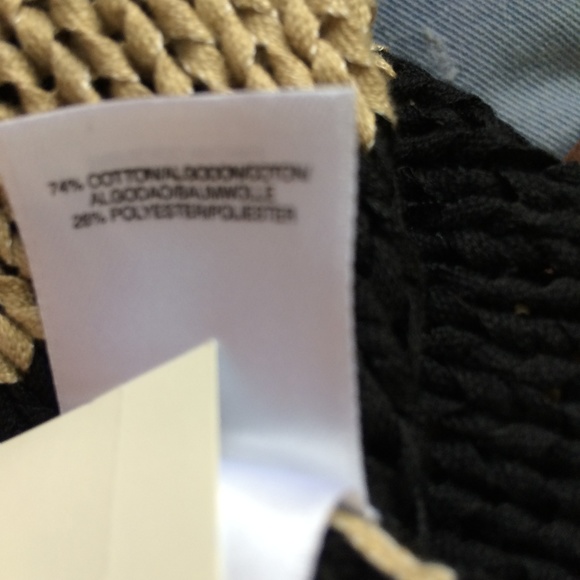 74% COTTON/ALGODON/COTON/
ALGODAO/BAUMWOLLE
26% POLYESTER/POLIESTER